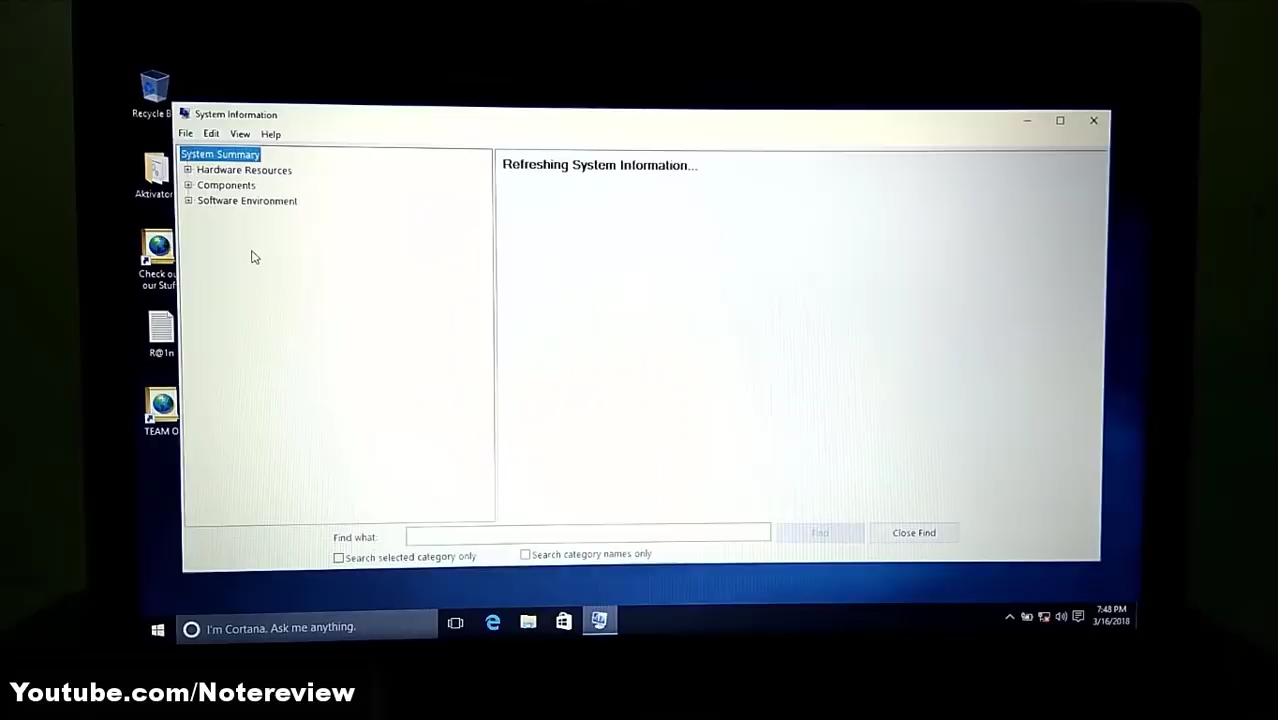 Recycle B
Aktivator
Check ou
our Stuf
R@1n
TEAM O
System Information
File Edit View Help
System Summary
Hardware Resources
Components
Software Environment
Refreshing System Information...
Find what:
Find
Close Find
Search selected category only
Search category names only
I'm Cortana. Ask me anything.
7:48 PM
3/16/2018
Youtube.com/Notereview